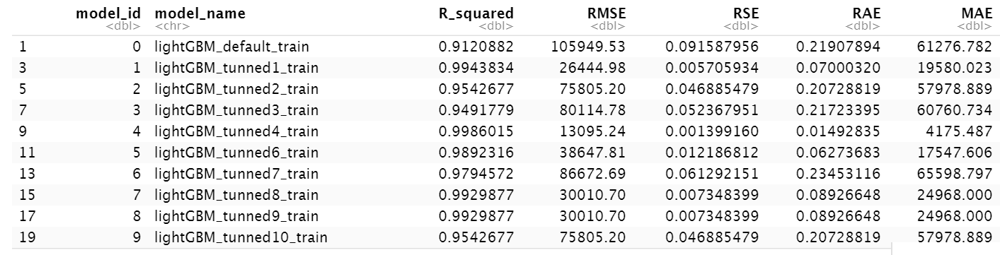 model_id model_name R_squared RMSE RSE RAE MAE
<dbl> <chr> <dbl> <dbl> <dbl> <dbl> <dbl>
1 0 lightGBM_default_train 0.9120882 105949.53 0.091587956 0.21907894 61276.782
3 1 lightGBM_tunned1_train 0.9943834 26444.98 0.005705934 0.07000320 19580.023
5 2 lightGBM_tunned2_train 0.9542677 75805.20 0.046885479 0.20728819 57978.889
7 3 lightGBM_tunned3_train 0.9491779 80114.78 0.052367951 0.21723395 60760.734
9 4 lightGBM_tunned4_train 0.9986015 13095.24 0.001399160 0.01492835 4175.487
11 5 lightGBM_tunned6_train 0.9892316 38647.81 0.012186812 0.06273683 17547.606
13 6 lightGBM_tunned7_train 0.9794572 86672.69 0.061292151 0.23453116 65598.797
15 7 lightGBM_tunned8_train 0.9929877 30010.70 0.007348399 0.08926648 24968.000
17 8 lightGBM_tunned9_train 0.9929877 30010.70 0.007348399 0.08926648 24968.000
19 9 lightGBM_tunned10_train 0.9542677 75805.20 0.046885479 0.20728819 57978.889